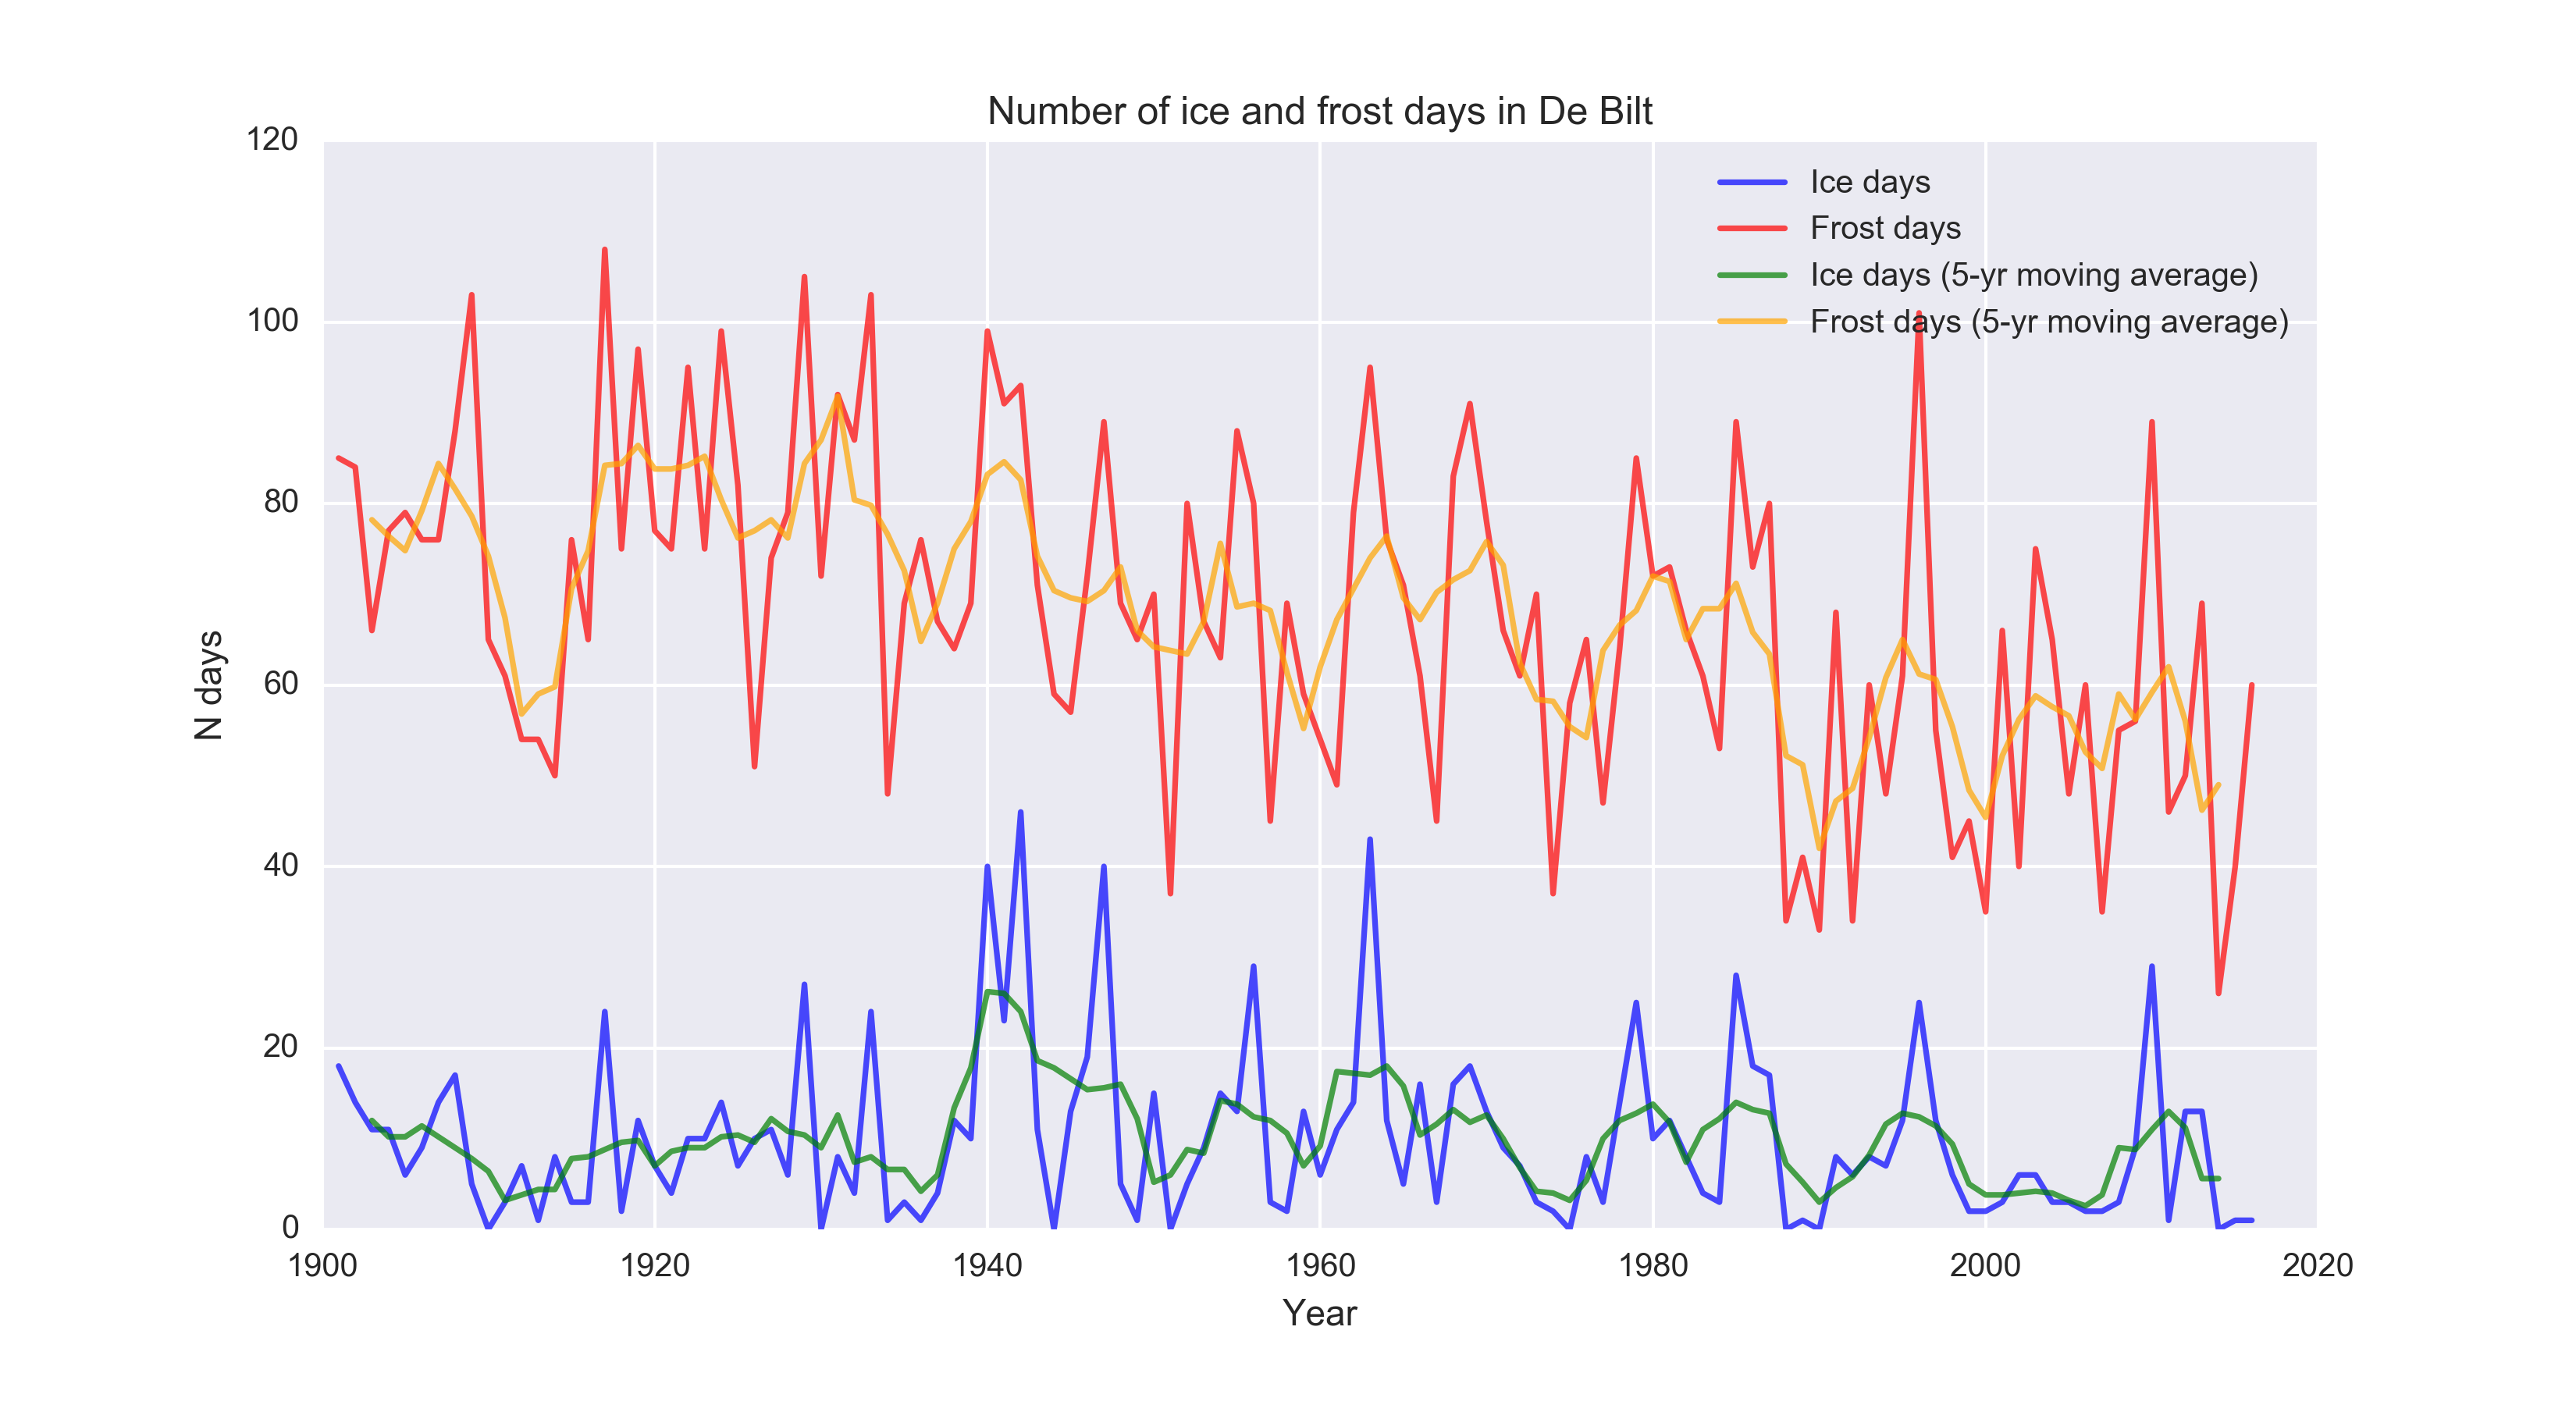 Number of ice and frost days in De Bilt
120
100
80
60
40
20
0
N days
Ice days
Frost days
Ice days (5-yr moving average)
Frost days (5-yr moving average)
1900 1920 1940 1960 1980 2000 2020
Year